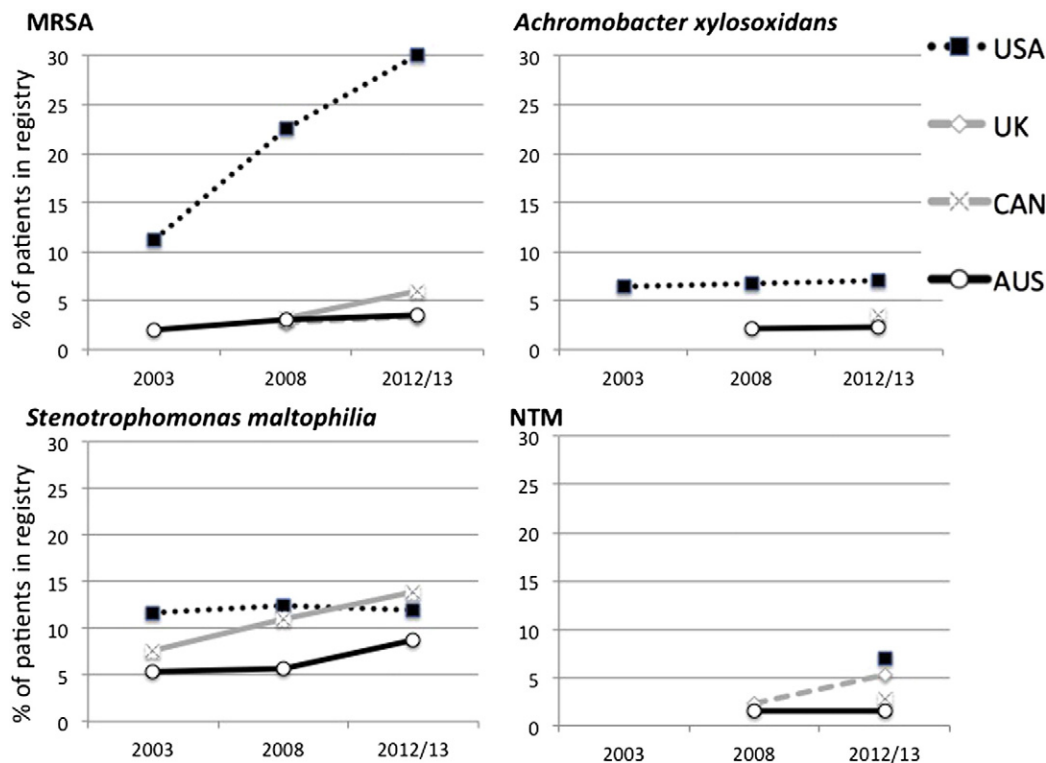 MRSA
% of patients in registry
30
25
20
15
10
5
0
2003 2008 2012/13
Achromobacter xylosoxidans
30
25
20
15
10
5
0
2003 2008 2012/13
USA
UK
CAN
AUS
Stenotrophomonas maltophilia
% of patients in registry
30
25
20
15
10
5
0
2003 2008 2012/13
NTM
30
25
20
15
10
5
0
2003 2008 2012/13